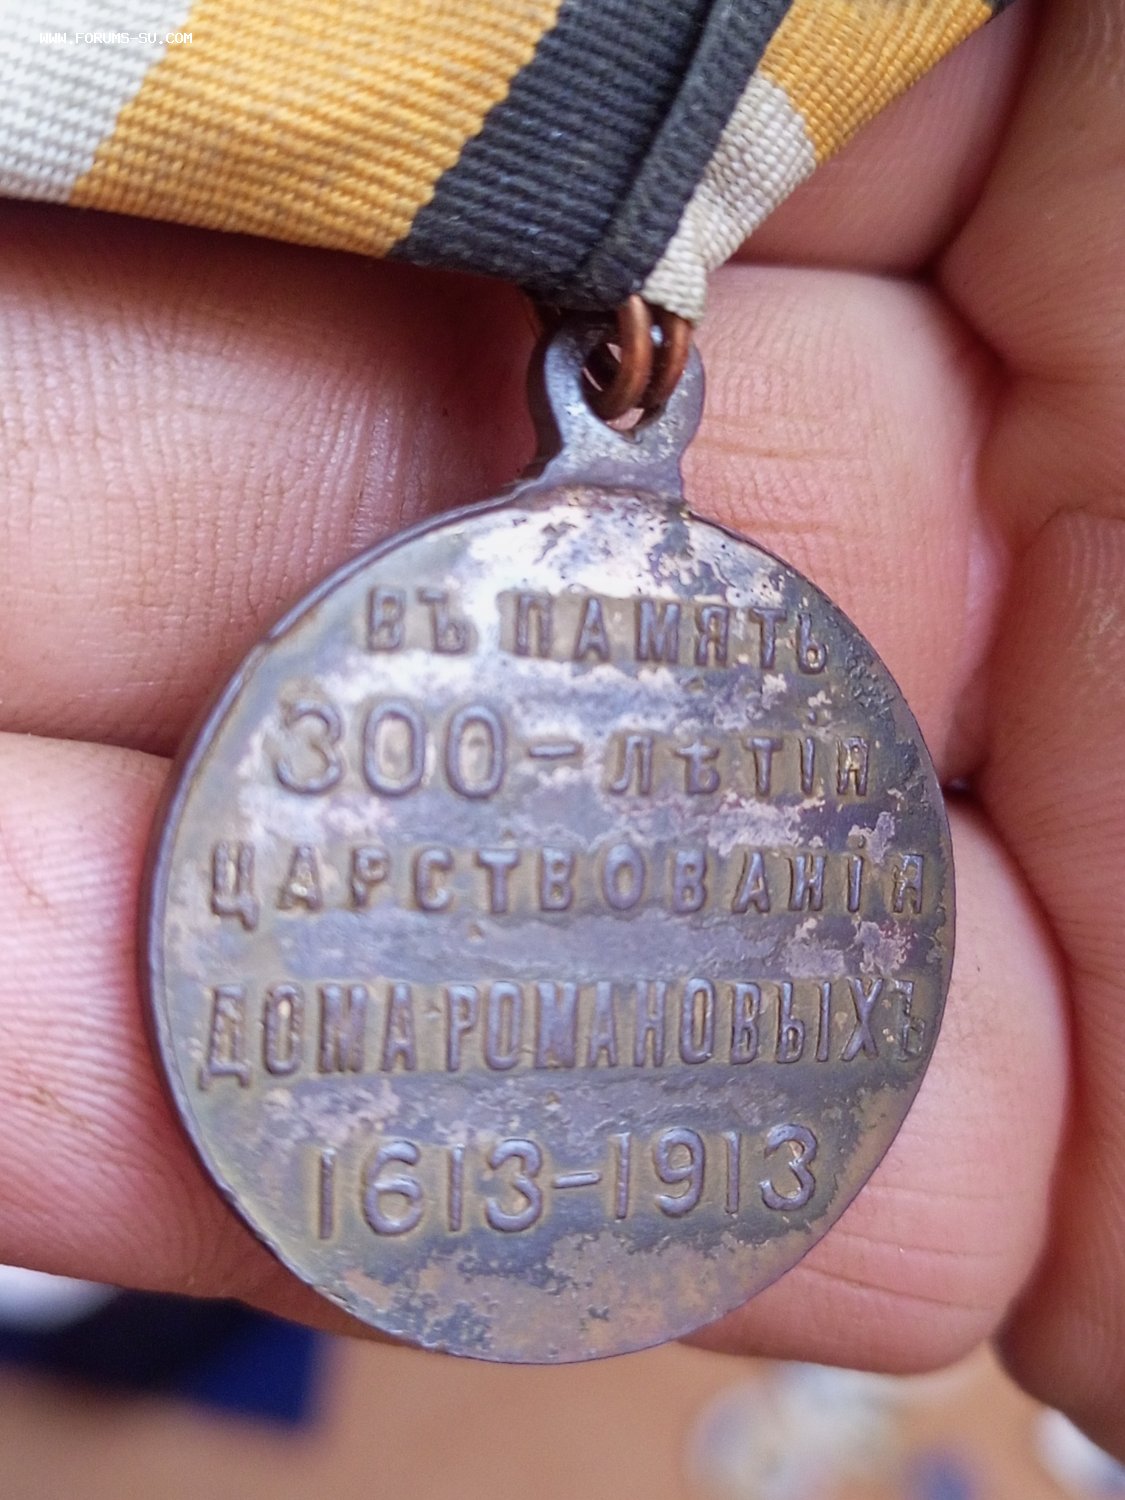 WWW.FORUMS-SU.COM
ВЪ ПАМЯТЬ
300-ЛѢТІЯ
ЦАРСТВОВАНІЯ
ДОМА РОМАНОВЫХЪ
1613-1913